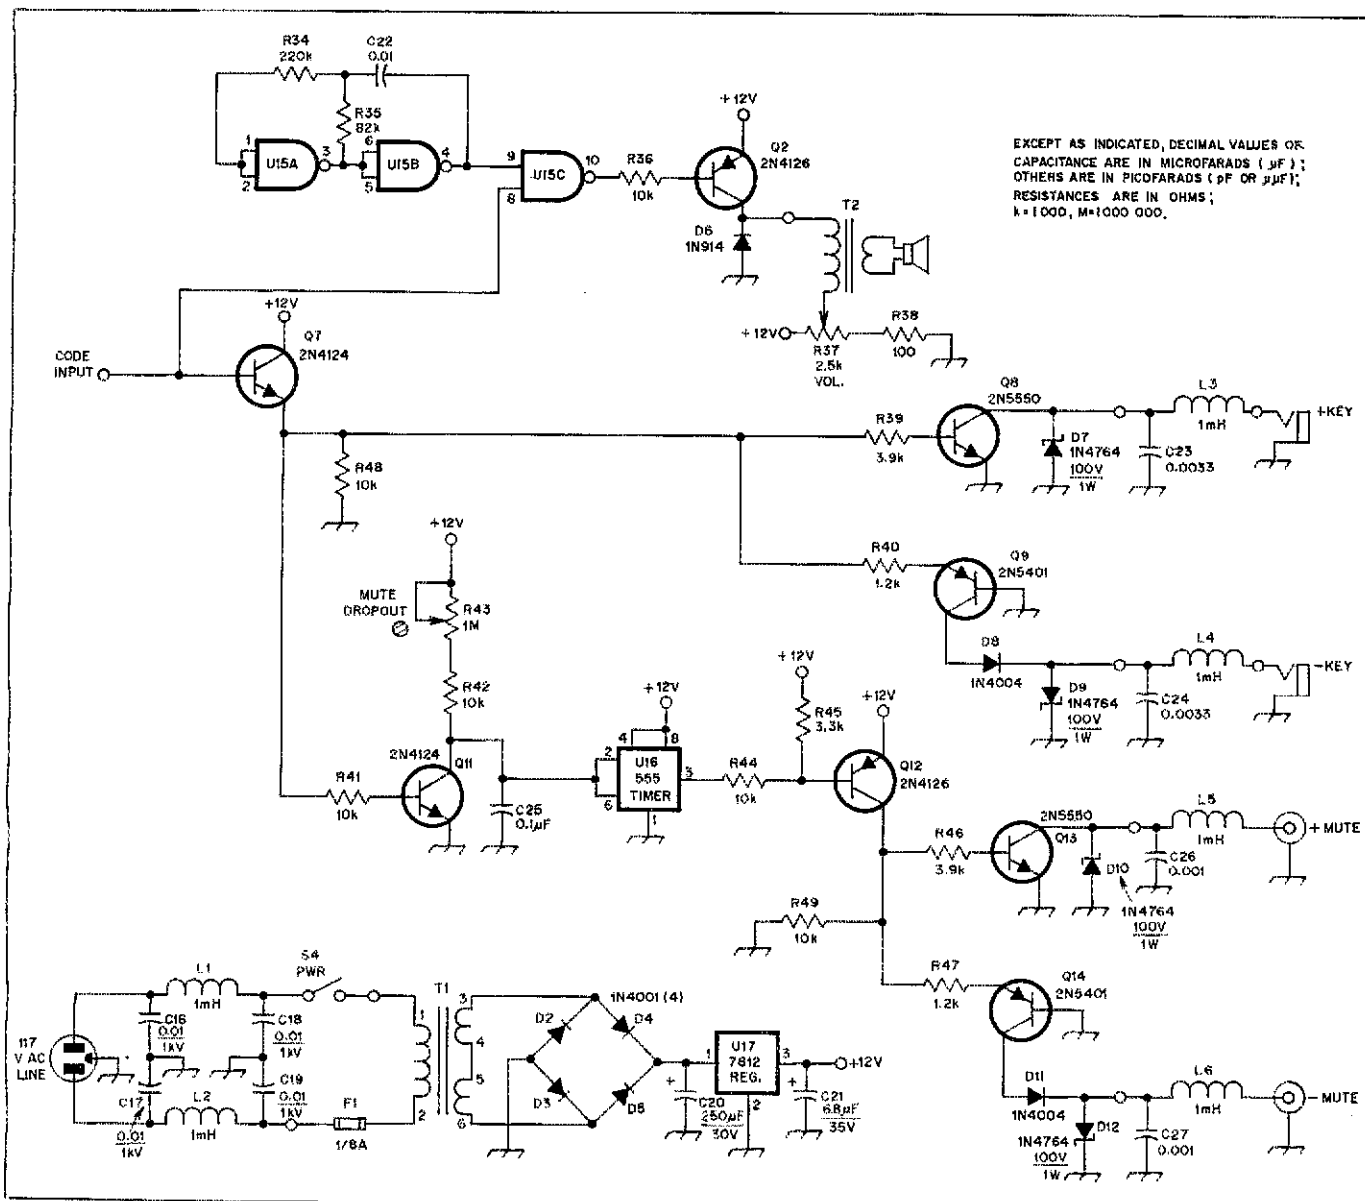 R34
220k
C22
0.01
R35
82k
1
2
U15A
3
6
5
U15B
4
9
8
U15C
10
R36
10k
+12V
Q2
2N4126
D6
1N914
T2
EXCEPT AS INDICATED, DECIMAL VALUES OF
CAPACITANCE ARE IN MICROFARADS ( µF ) ;
OTHERS ARE IN PICOFARADS ( pF OR µµF);
RESISTANCES ARE IN OHMS ;
k=1000, M=1000 000.
+12V
R37
2.5k
VOL.
R38
100
CODE
INPUT
+12V
Q7
2N4124
R48
10k
R39
3.9k
Q8
2N5550
D7
1N4764
100V
1W
C23
0.0033
L3
1mH
+KEY
R40
1.2k
Q9
2N5401
D8
1N4004
D9
1N4764
100V
1W
C24
0.0033
L4
1mH
-KEY
+12V
MUTE
DROPOUT
R43
1M
R42
10k
2N4124
Q11
R41
10k
C25
0.1µF
+12V
4
8
2
6
U16
555
TIMER
3
1
R44
10k
+12V
R45
3.3k
+12V
Q12
2N4126
R46
3.9k
2N5550
Q13
D10
1N4764
100V
1W
C26
0.001
L5
1mH
+ MUTE
R49
10k
R47
1.2k
Q14
2N5401
D11
1N4004
1N4764
100V
1W
D12
C27
0.001
L6
1mH
- MUTE
117
V AC
LINE
C16
0.01
1kV
C17
0.01
1kV
L1
1mH
L2
1mH
C18
0.01
1kV
C19
0.01
1kV
S4
PWR
F1
1/8A
T1
1
2
3
4
5
6
1N4001 (4)
D2
D4
D3
D5
C20
250µF
30V
1
U17
7812
REG.
3
2
C21
6.8µF
35V
+12V